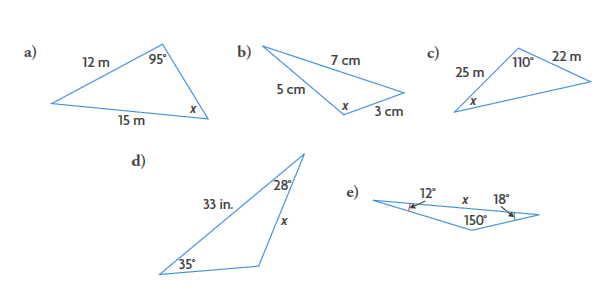 a)
12 m
95°
15 m
x
b)
7 cm
5 cm
x
3 cm
c)
110°
22 m
25 m
x
d)
28°
33 in.
x
35°
e)
12°
x
18°
150°